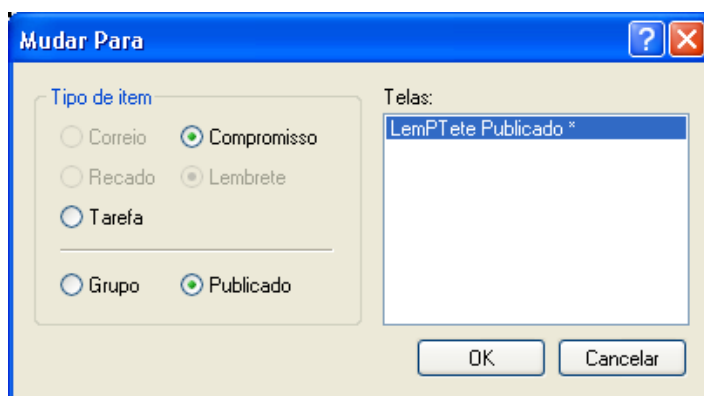 Mudar Para
Tipo de item
Correio Compromisso
Recado Lembrete
Tarefa
Grupo Publicado
Telas:
LemPTete Publicado *
OK Cancelar